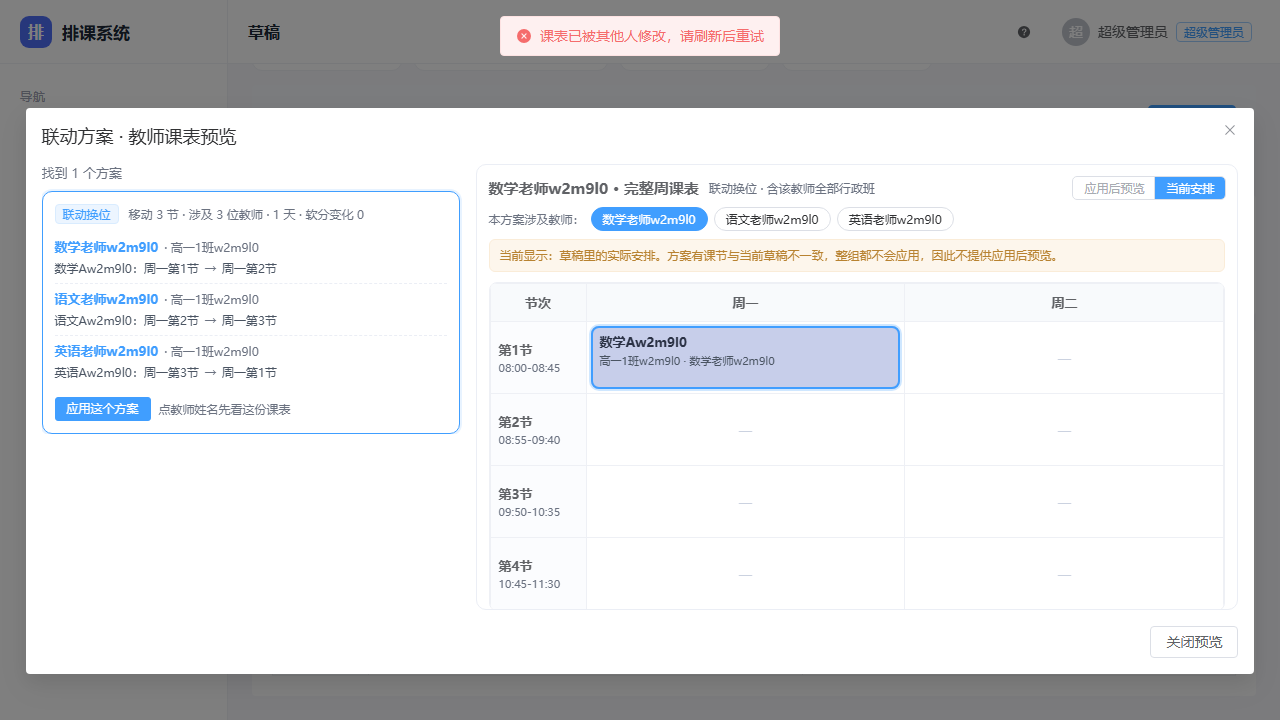 排 排课系统
草稿
课表已被其他人修改，请刷新后重试
? 超 超级管理员 超级管理员
导航
联动方案 · 教师课表预览
找到 1 个方案
联动换位 移动 3 节 · 涉及 3 位教师 · 1 天 · 软分变化 0
数学老师w2m9l0 · 高一1班w2m9l0
数学Aw2m9l0：周一第1节 → 周一第2节
语文老师w2m9l0 · 高一1班w2m9l0
语文Aw2m9l0：周一第2节 → 周一第3节
英语老师w2m9l0 · 高一1班w2m9l0
英语Aw2m9l0：周一第3节 → 周一第1节
应用这个方案 点教师姓名先看这份课表
数学老师w2m9l0 • 完整周课表 联动换位 · 含该教师全部行政班 应用后预览 当前安排
本方案涉及教师： 数学老师w2m9l0 语文老师w2m9l0 英语老师w2m9l0
当前显示：草稿里的实际安排。方案有课节与当前草稿不一致，整组都不会应用，因此不提供应用后预览。
节次 周一 周二
第1节 08:00-08:45
数学Aw2m9l0
高一1班w2m9l0 · 数学老师w2m9l0
—
第2节
08:55-09:40
— —
第3节
09:50-10:35
— —
第4节
10:45-11:30
— —
关闭预览